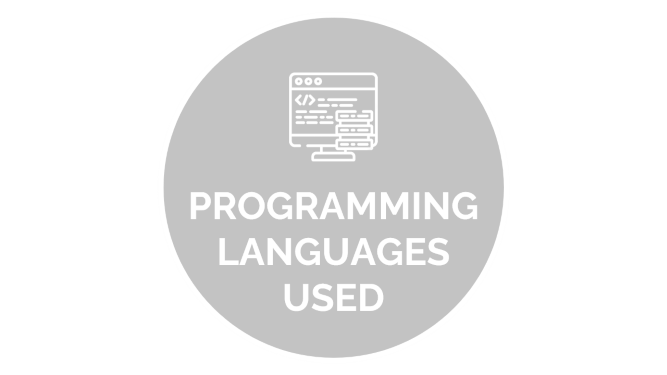 </>
PROGRAMMING
LANGUAGES
USED